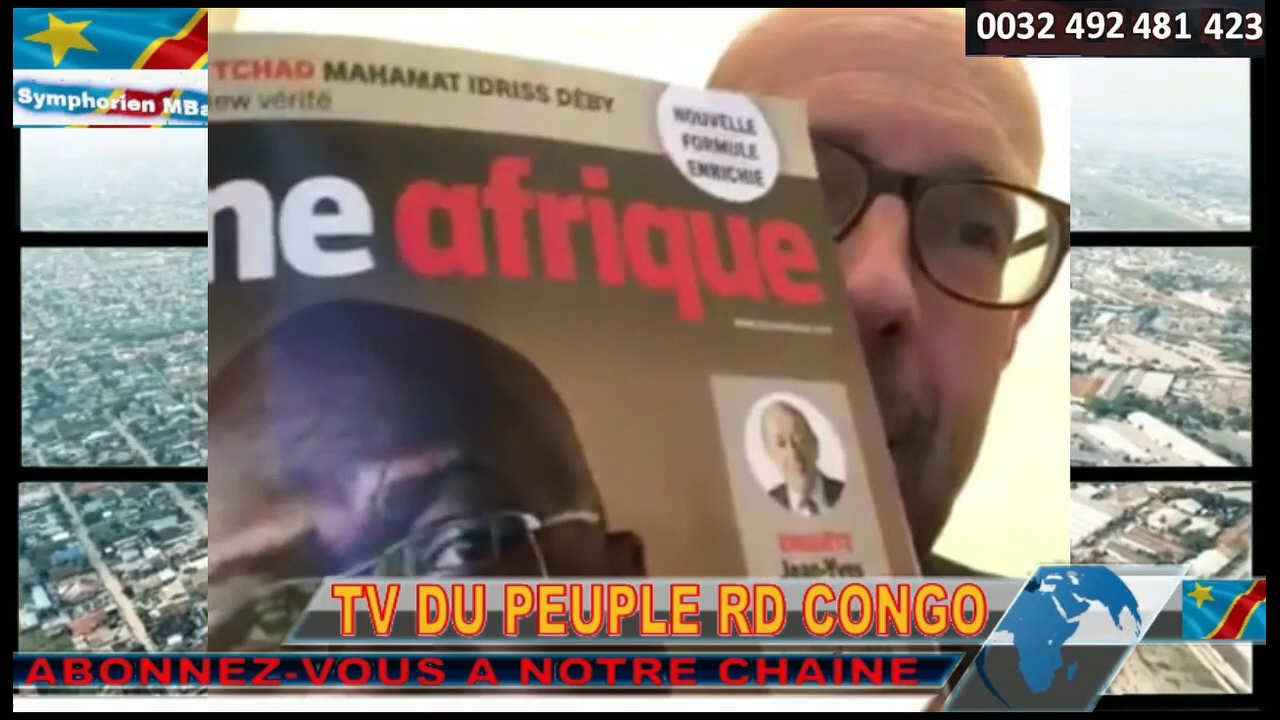 0032 492 481 423
Symphorien MBa
TCHAD MAHAMAT IDRISS DÉBY
ew vérité
NOUVELLE
FORMULE
ENRICHIE
ne afrique
ENQUÊTE
Jean-Yves
TV DU PEUPLE RD CONGO
ABONNEZ-VOUS A NOTRE CHAÎNE